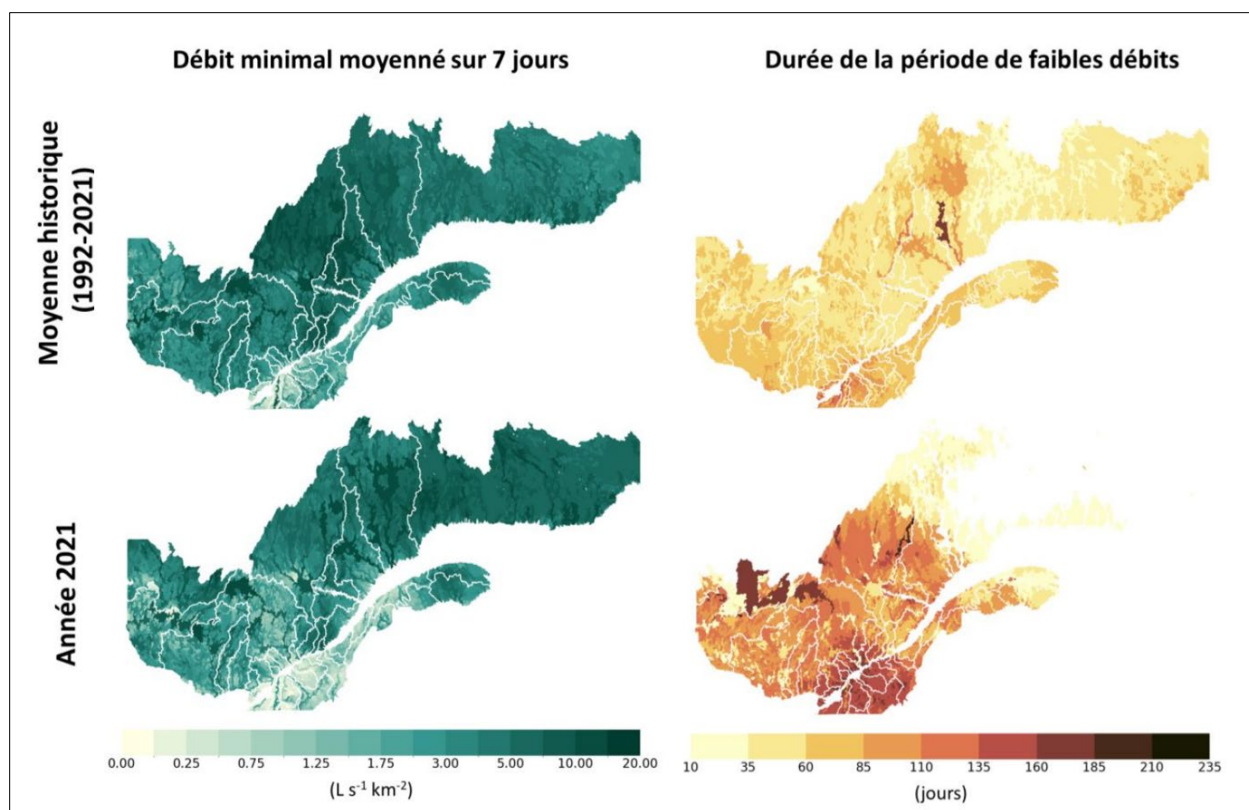 Débit minimal moyenné sur 7 jours
Durée de la période de faibles débits
Moyenne historique
(1992-2021)
Année 2021
0.00 0.25 0.75 1.25 1.75 3.00 5.00 10.00 20.00
(L s⁻¹ km⁻²)
10 35 60 85 110 135 160 185 210 235
(jours)